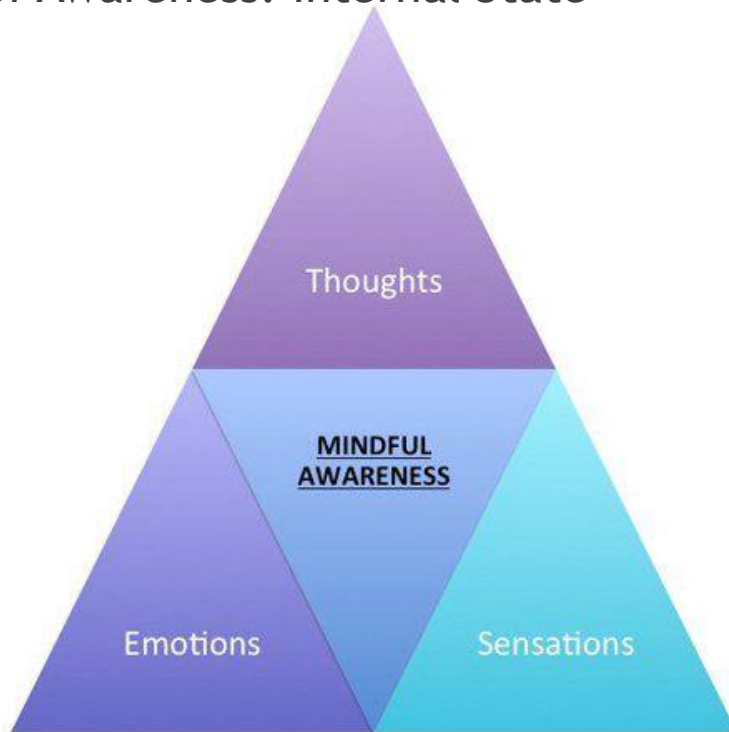 Awareness: Internal State
Thoughts
MINDFUL
AWARENESS
Emotions
Sensations